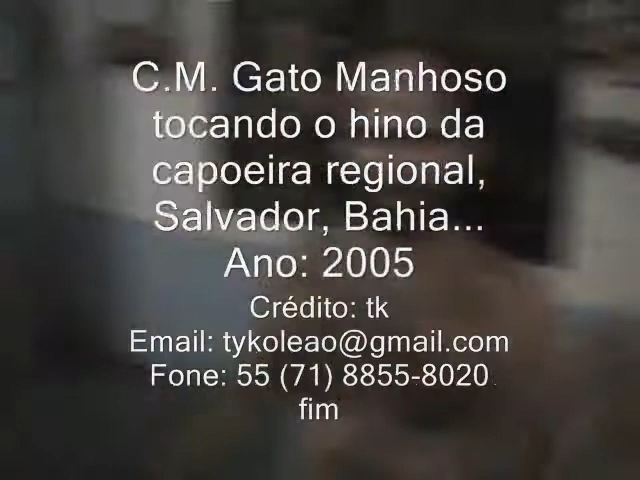 C.M. Gato Manhoso
tocando o hino da
capoeira regional,
Salvador, Bahia...
Ano: 2005
Crédito: tk
Email: tykoleao@gmail.com
Fone: 55 (71) 8855-8020
fim